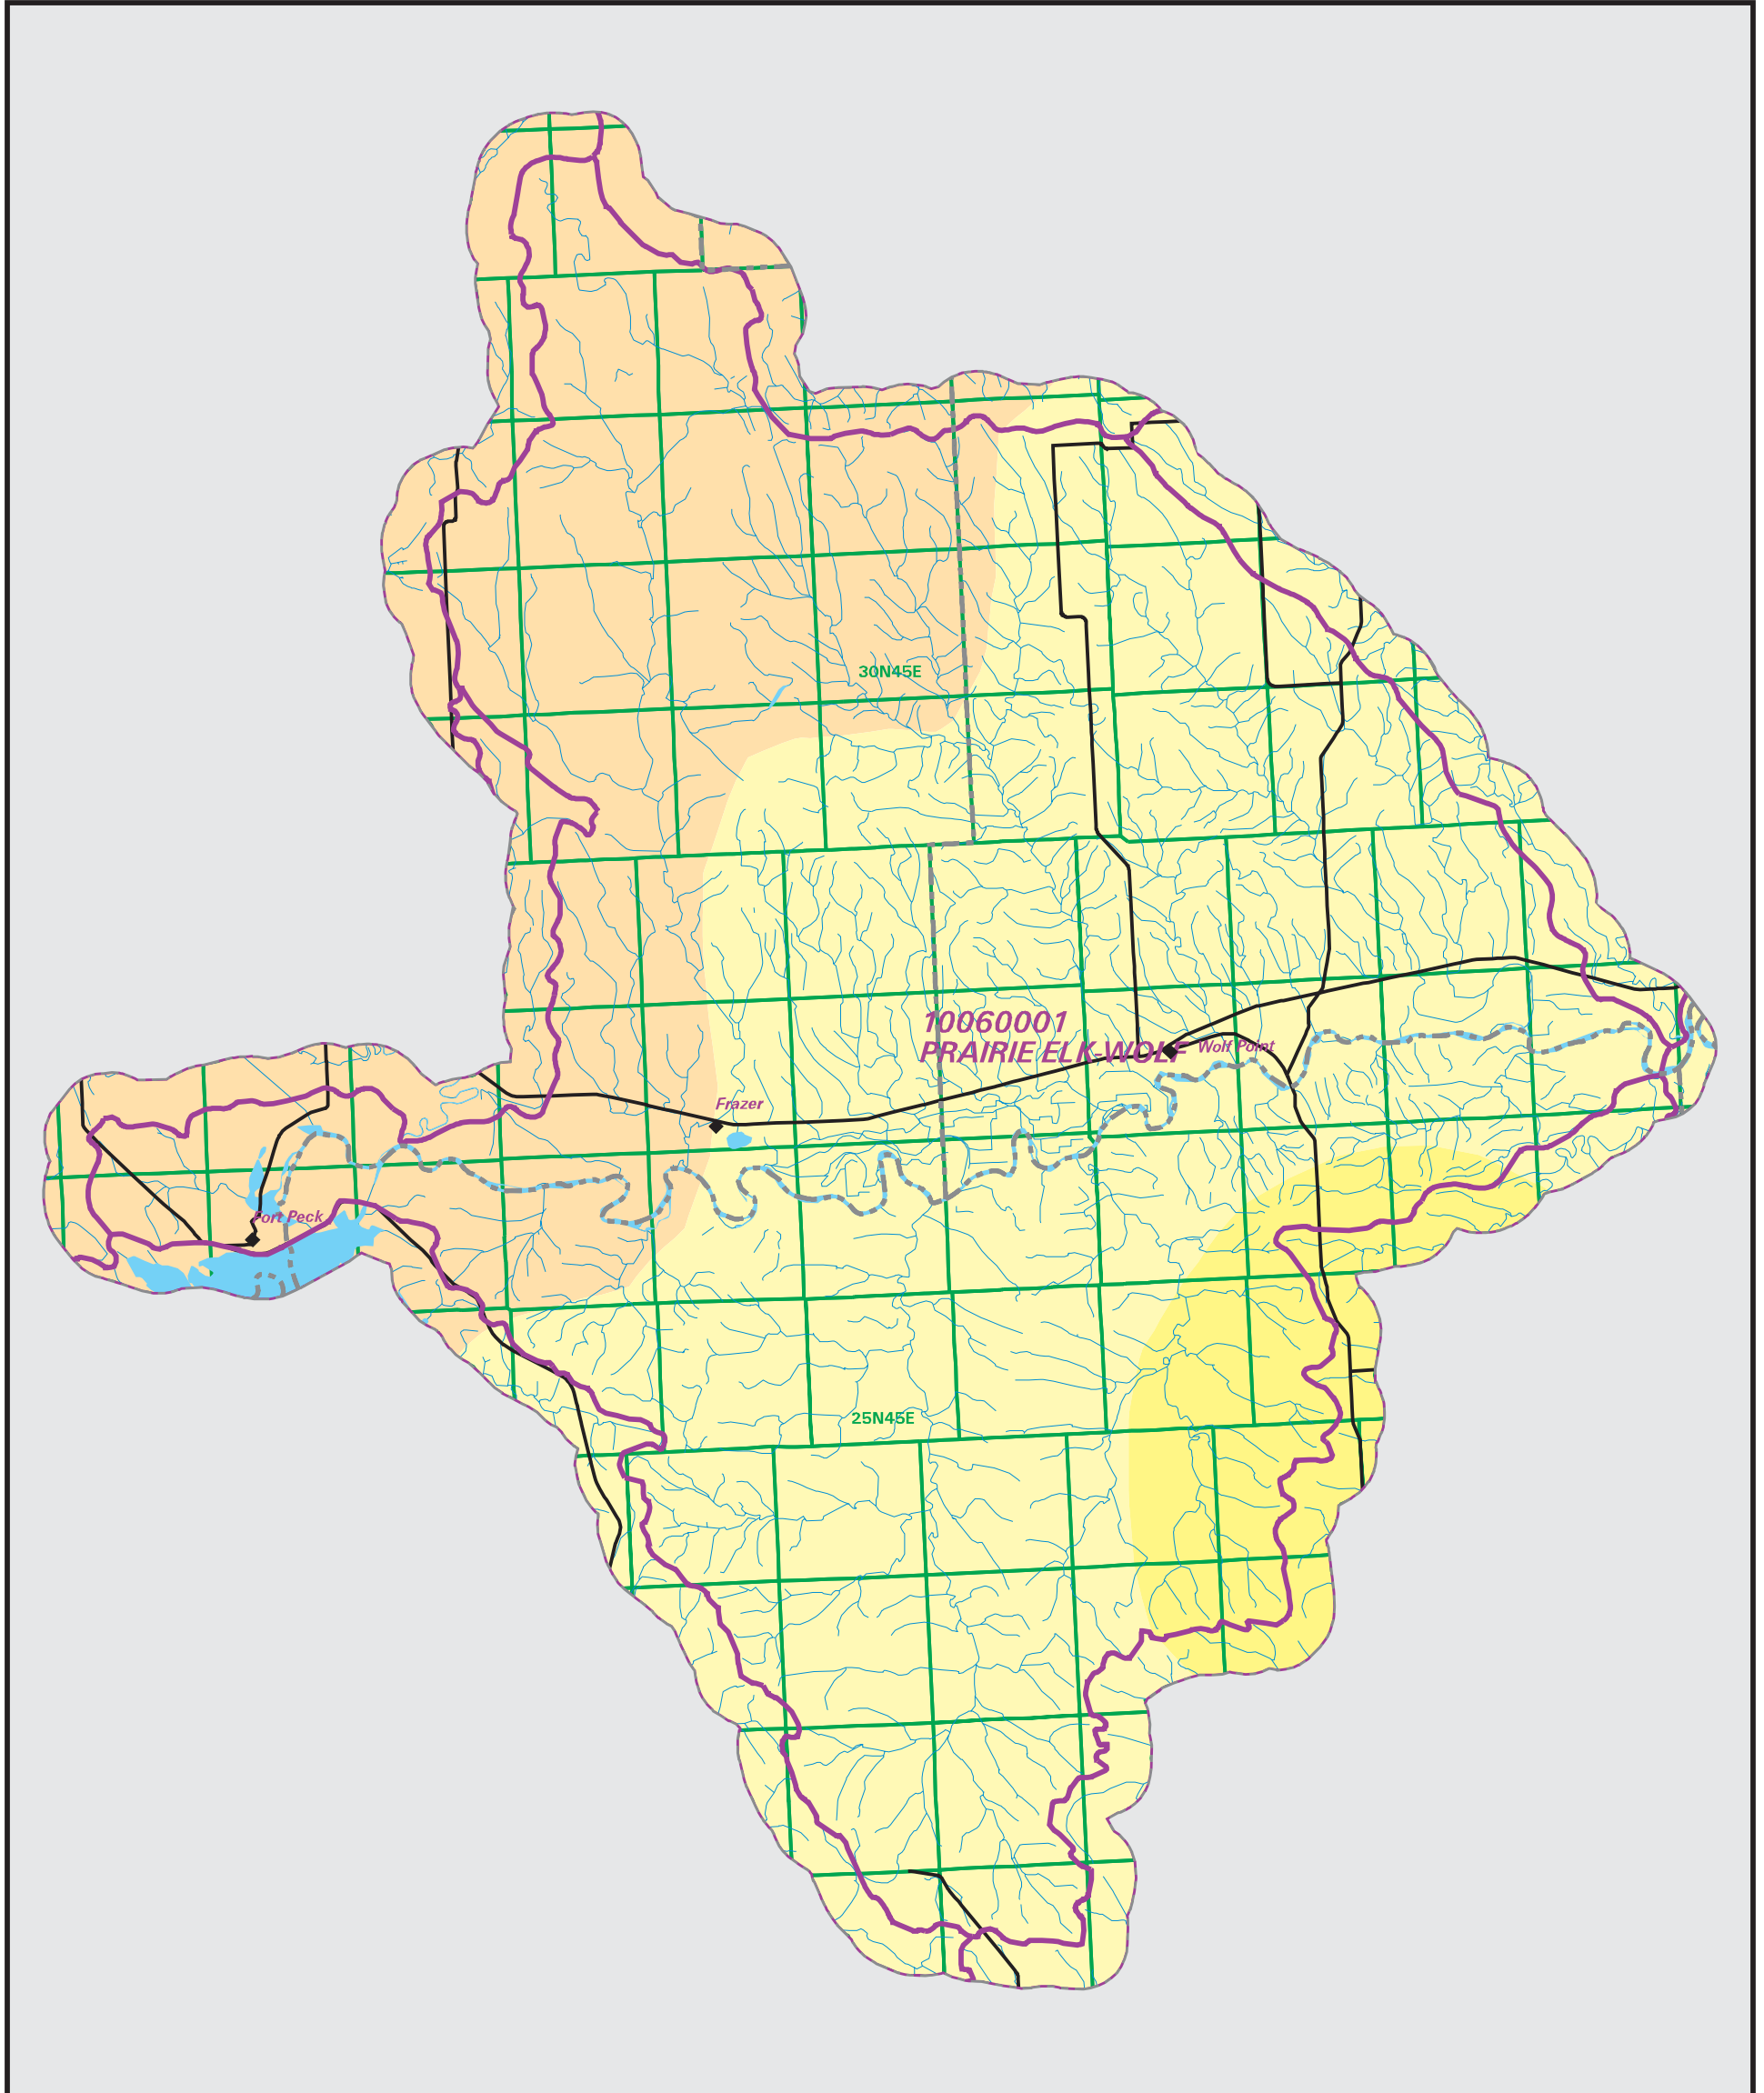 30N45E
10060001
PRAIRIE ELK-WOLF
Wolf Point
Frazer
Fort Peck
25N45E